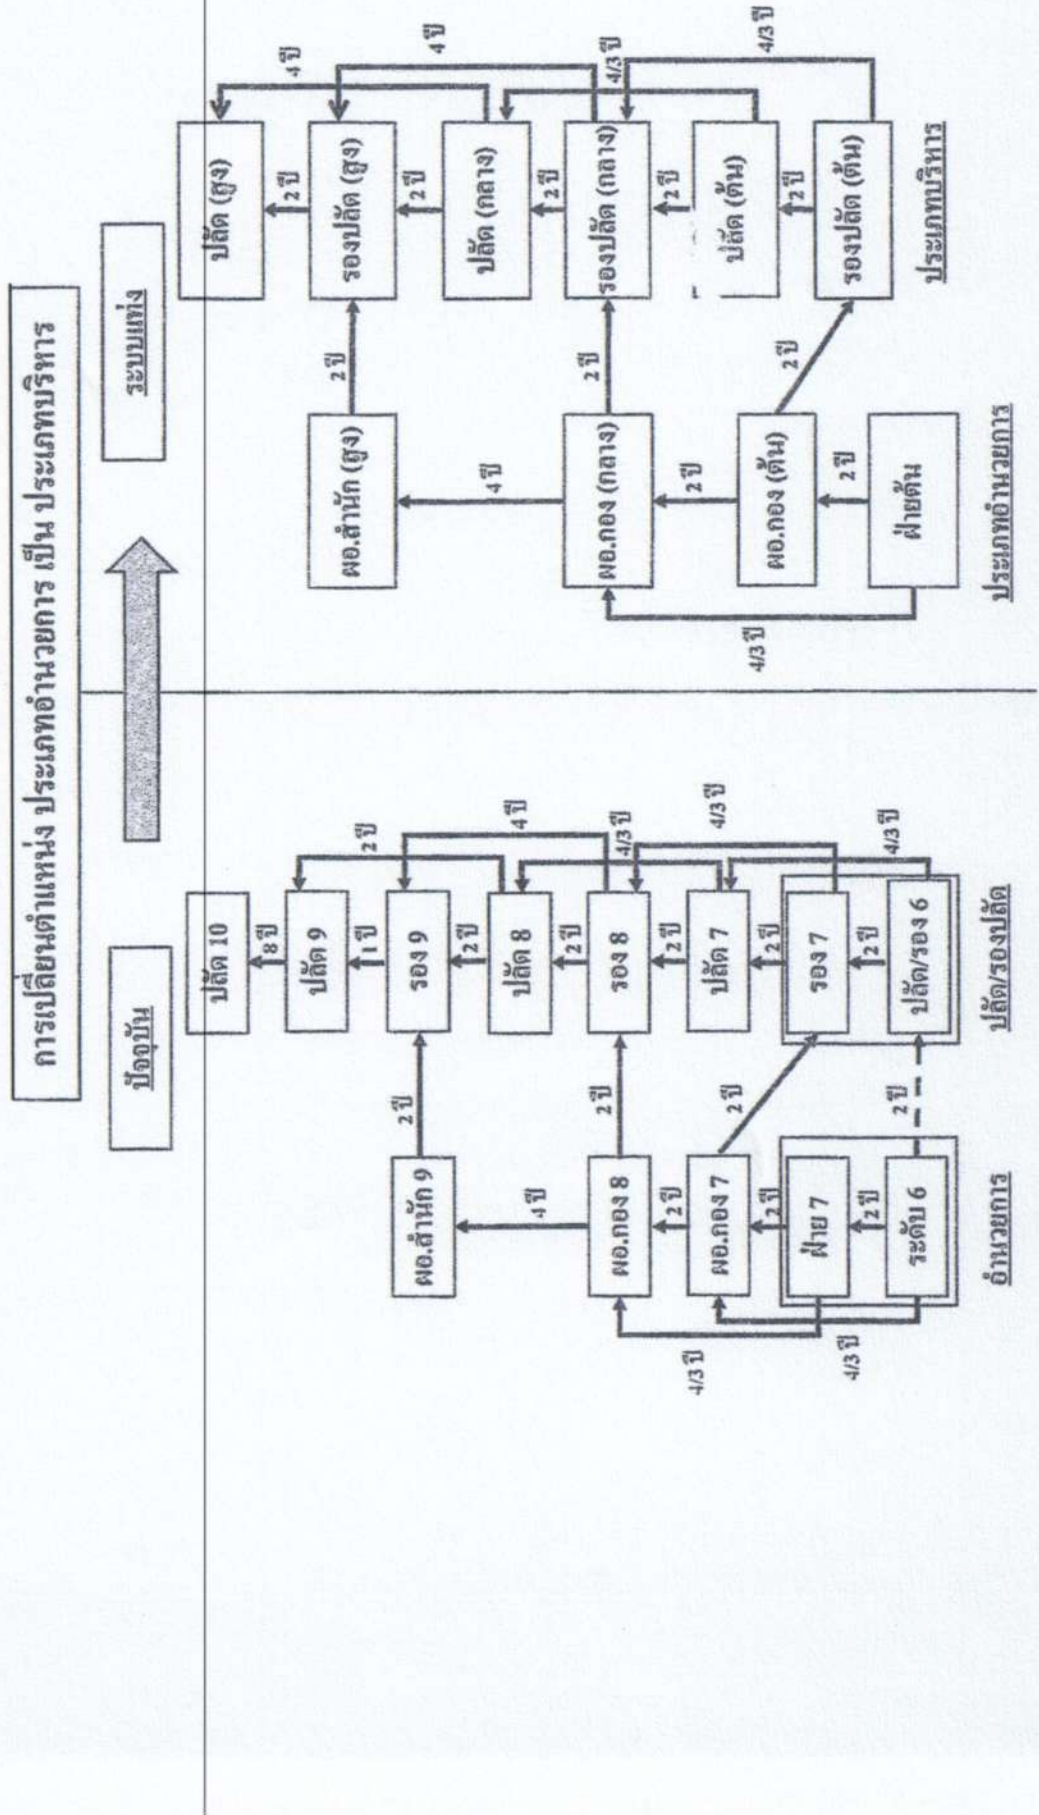 การเปลี่ยนตำแหน่ง ประเภทอำนวยการ เป็น ประเภทบริหาร
ปัจจุบัน
ระบบแท่ง
ปลัด 10
8 ปี
ปลัด 9
2 ปี
1 ปี
ผอ.สำนัก 9
2 ปี
รอง 9
4 ปี
2 ปี
4 ปี
ปลัด 8
2 ปี
4/3 ปี
ผอ.กอง 8
2 ปี
รอง 8
4/3 ปี
2 ปี
2 ปี
4/3 ปี
ผอ.กอง 7
2 ปี
ปลัด 7
2 ปี
2 ปี
ฝ่าย 7
รอง 7
4/3 ปี
2 ปี
2 ปี
4/3 ปี
ระดับ 6
2 ปี
ปลัด/รอง 6
อำนวยการ
ปลัด/รองปลัด
ปลัด (สูง)
4 ปี
2 ปี
ผอ.สำนัก (สูง)
2 ปี
รองปลัด (สูง)
4 ปี
2 ปี
4 ปี
ปลัด (กลาง)
2 ปี
4/3 ปี
ผอ.กอง (กลาง)
2 ปี
รองปลัด (กลาง)
2 ปี
2 ปี
4/3 ปี
4/3 ปี
ผอ.กอง (ต้น)
2 ปี
ปลัด (ต้น)
2 ปี
2 ปี
ฝ่ายต้น
รองปลัด (ต้น)
ประเภทอำนวยการ
ประเภทบริหาร